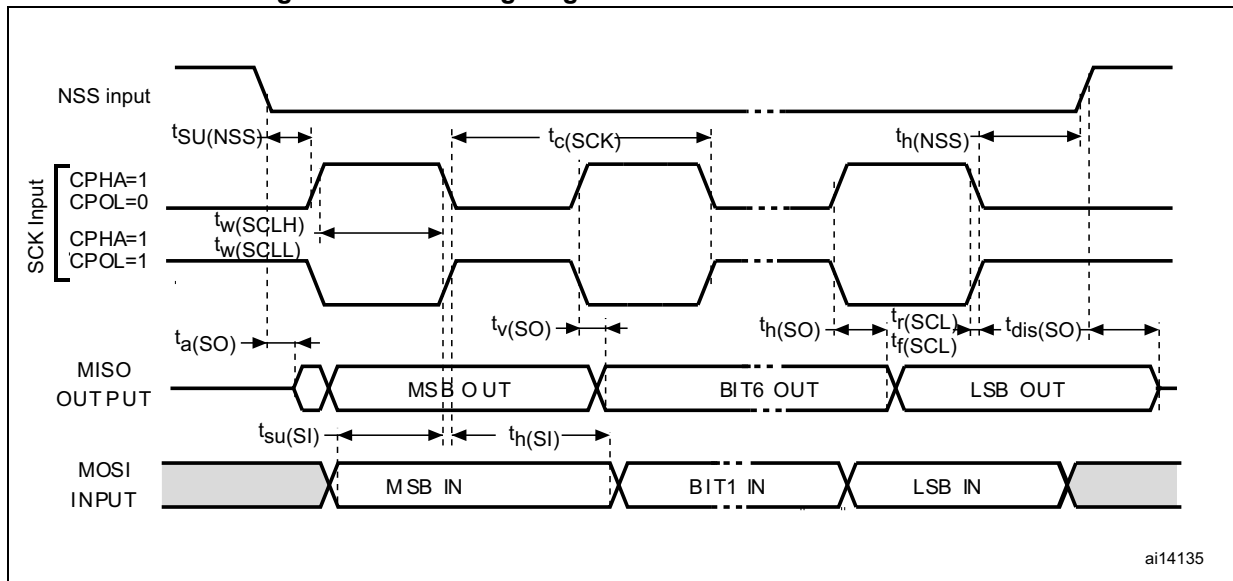 NSS input
tSU(NSS)
tc(SCK)
th(NSS)
SCK Input
CPHA=1
CPOL=0
tw(SCLH)
tw(SCLL)
CPHA=1
CPOL=1
ta(SO)
tv(SO)
th(SO)
tr(SCL)
tf(SCL)
tdis(SO)
MISO
OUTPUT
MSB OUT
BIT6 OUT
LSB OUT
tsu(SI)
th(SI)
MOSI
INPUT
MSB IN
BIT1 IN
LSB IN
ai14135